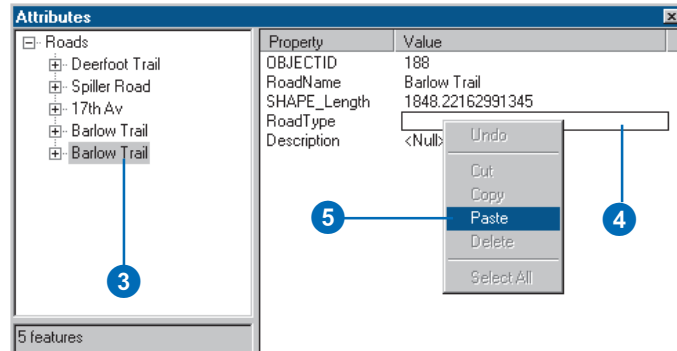 Attributes
Roads
Deerfoot Trail
Spiller Road
17th Av
Barlow Trail
Barlow Trail
3
5 features
Property Value
OBJECTID 188
RoadName Barlow Trail
SHAPE_Length 1848.22162991345
RoadType
Description <Null>
4
Undo
Cut
Copy
5
Paste
Delete
Select All